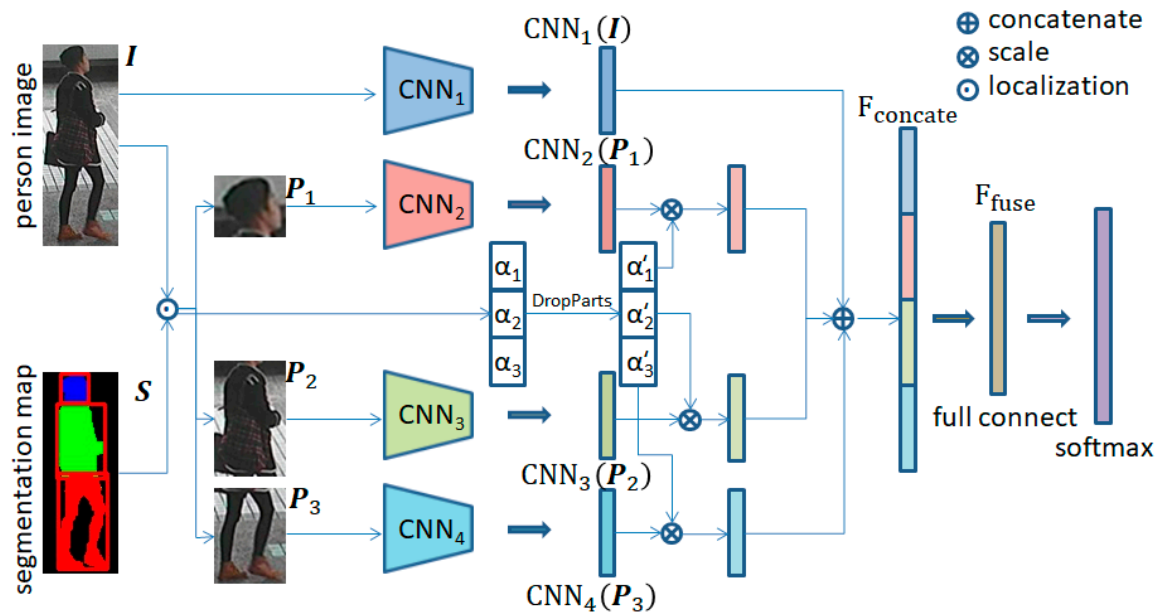 person image
I
CNN₁
CNN₁(I)
⊕ concatenate
⊗ scale
⊙ localization
P₁
CNN₂
CNN₂(P₁)
F_concate
F_fuse
α₁
α₂
α₃
DropParts
α′₁
α′₂
α′₃
segmentation map
S
P₂
CNN₃
CNN₃(P₂)
full connect
softmax
P₃
CNN₄
CNN₄(P₃)